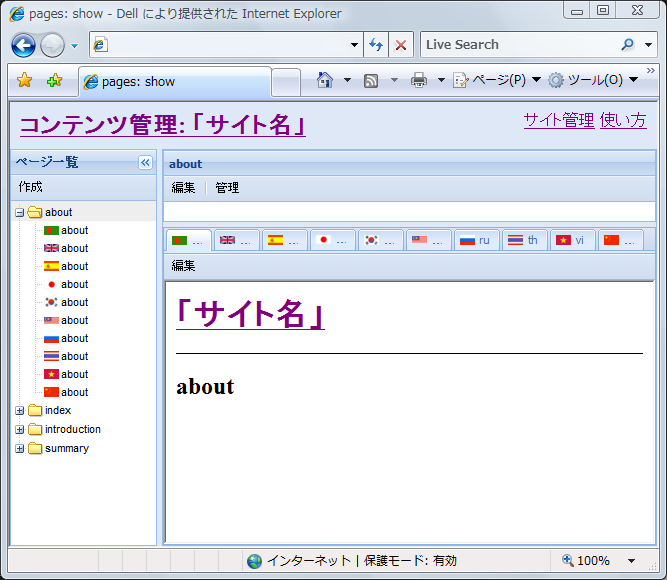 pages: show - Dell により提供された Internet Explorer
Live Search
pages: show
ページ(P)
ツール(O)
»
コンテンツ管理: 「サイト名」
サイト管理 使い方
ページ一覧
«
作成
about
about
about
about
about
about
about
about
about
about
about
index
introduction
summary
about
編集 管理
... ... ... ... ... ... ru th vi ...
編集
「サイト名」
about
インターネット | 保護モード: 有効
100%